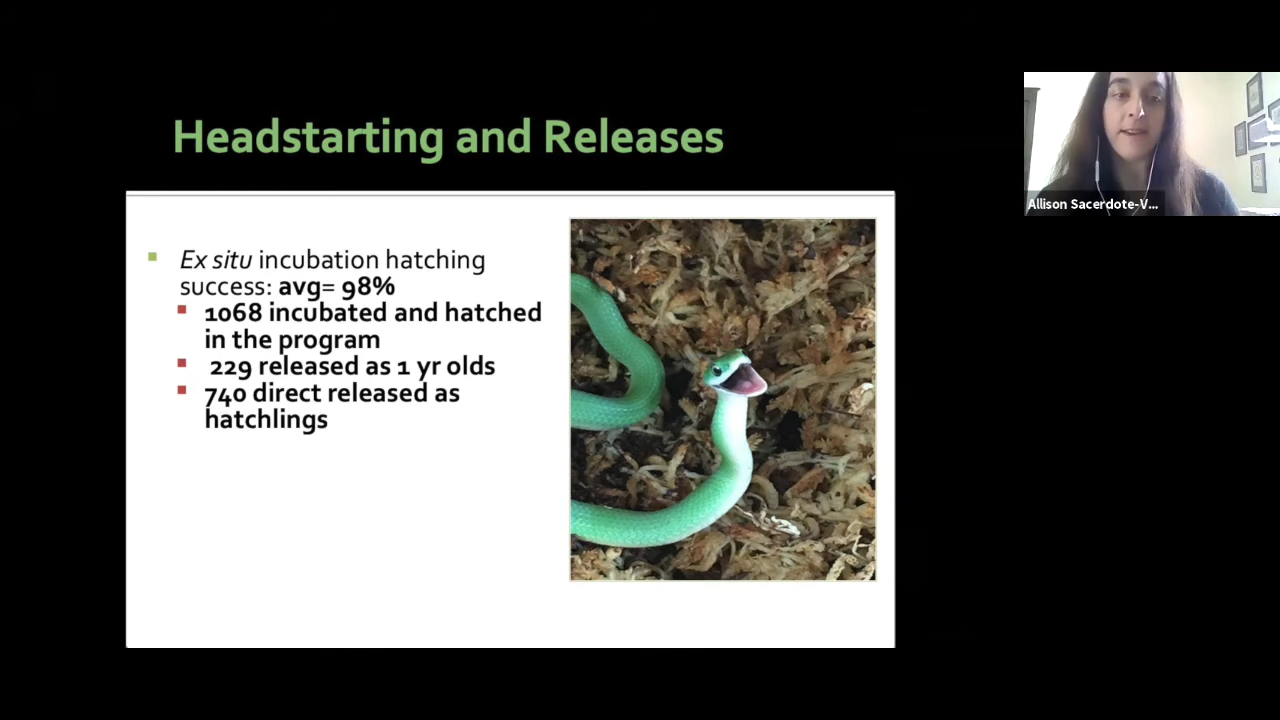 Headstarting and Releases
Ex situ incubation hatching
success: avg= 98%
1068 incubated and hatched
in the program
229 released as 1 yr olds
740 direct released as
hatchlings
Allison Sacerdote-V...